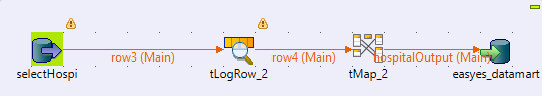 row3 (Main)
row4 (Main)
hospitalOutput (Main)
selectHospi
tLogRow_2
tMap_2
easyes_datamart